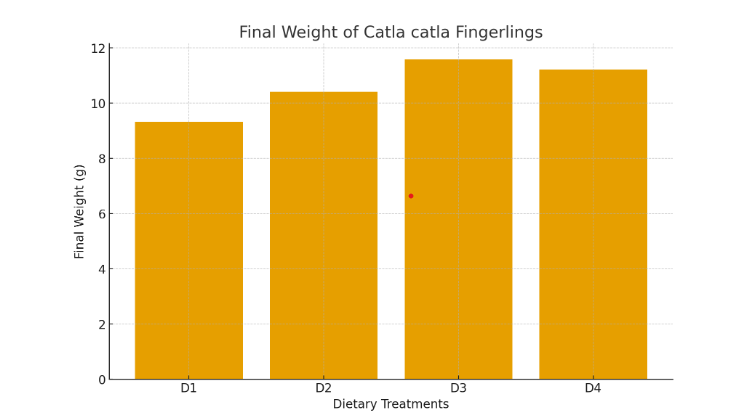 Final Weight of Catla catla Fingerlings
12
10
8
6
4
2
0
Final Weight (g)
D1 D2 D3 D4
Dietary Treatments